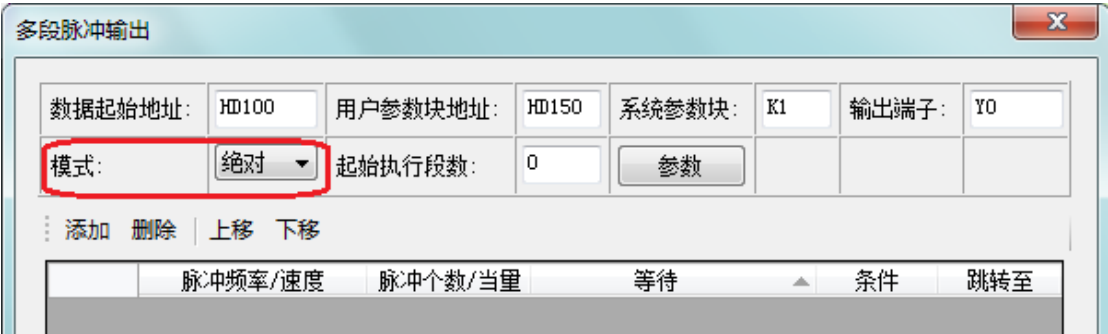 多段脉冲输出
数据起始地址: HD100 用户参数块地址: HD150 系统参数块: K1 输出端子: Y0
模式: 绝对 起始执行段数: 0 参数
添加 删除 上移 下移
脉冲频率/速度 脉冲个数/当量 等待 条件 跳转至